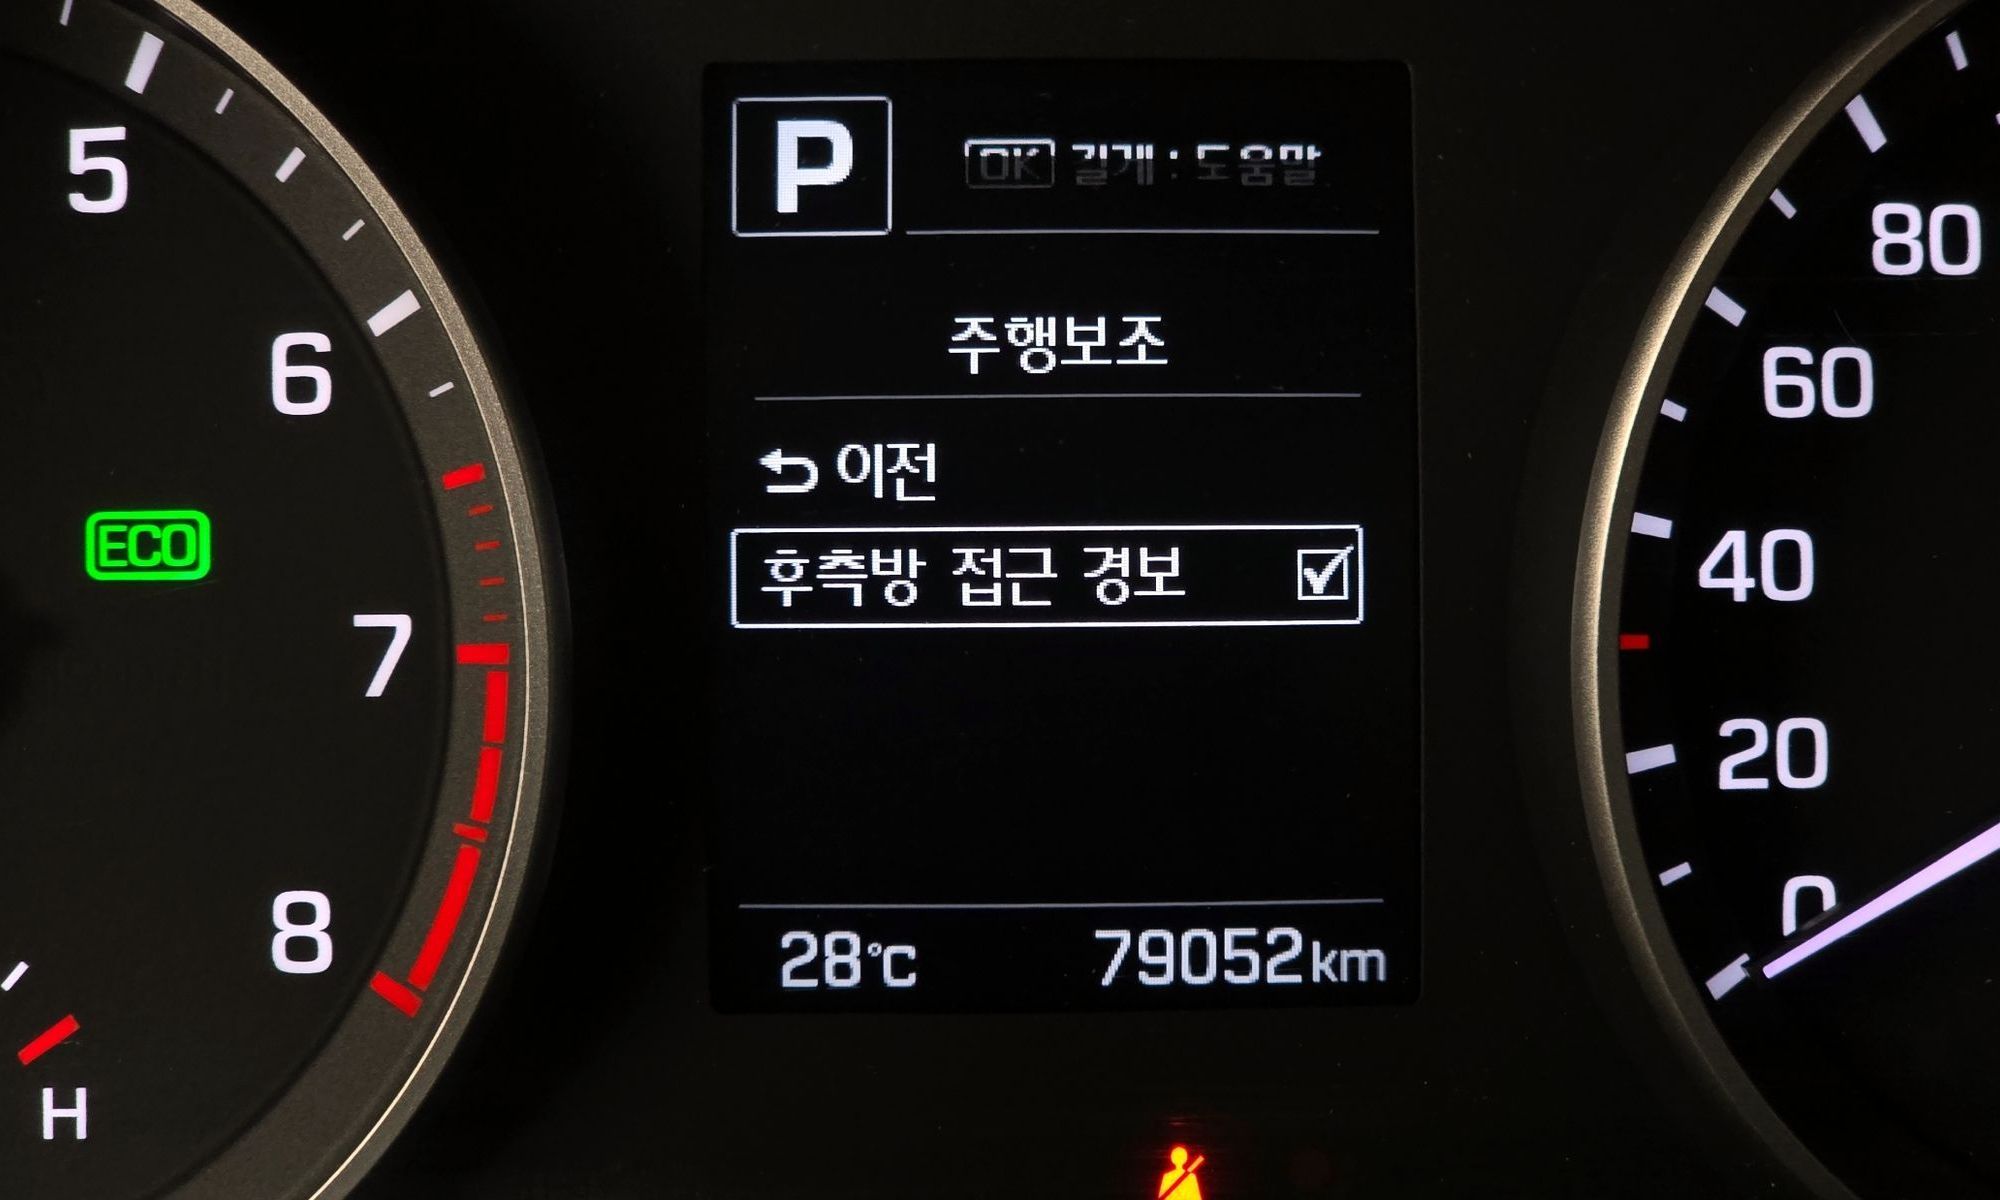 5
6
7
8
H
ECO
P
OK 길게 : 도움말
주행보조
이전
후측방 접근 경보
28°C 79052km
80
60
40
20
0